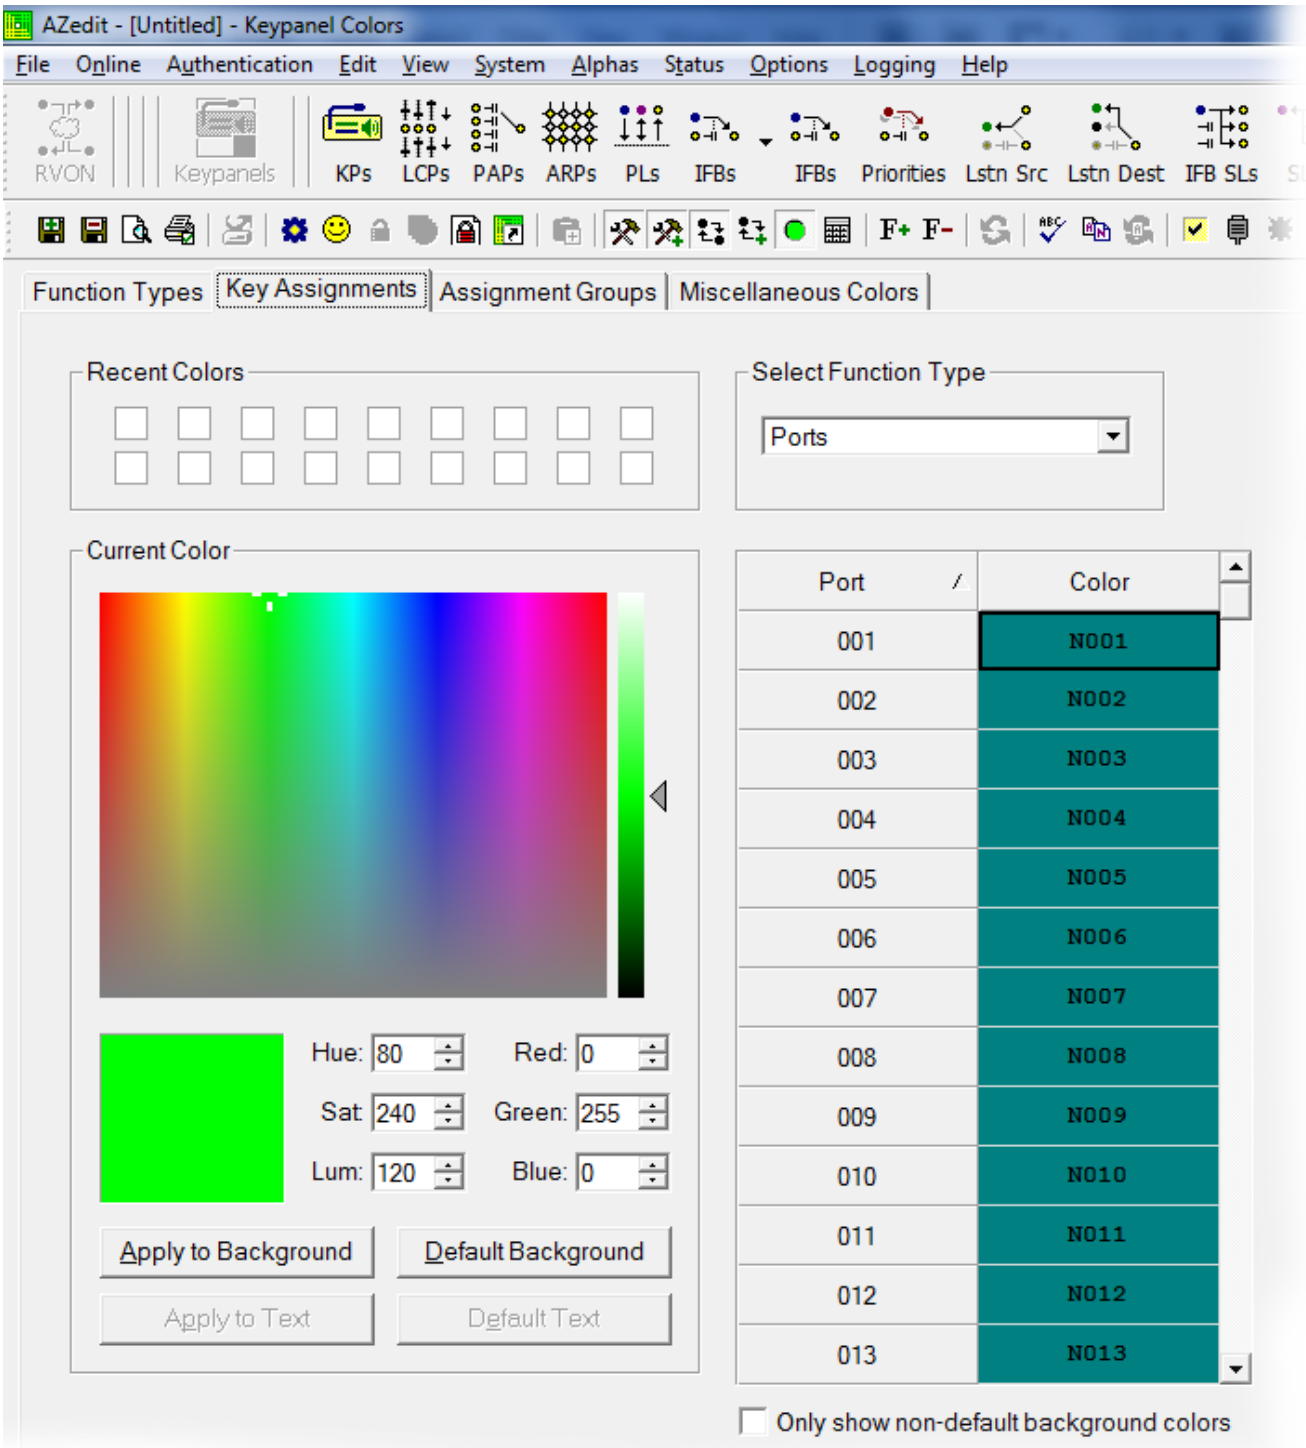 AZedit - [Untitled] - Keypanel Colors
File Online Authentication Edit View System Alphas Status Options Logging Help
RVON Keypanels KPs LCPs PAPs ARPs PLs IFBs IFBs Priorities Lstn Src Lstn Dest IFB SLs
F+ F- ABC
Function Types Key Assignments Assignment Groups Miscellaneous Colors
Recent Colors Select Function Type
Ports
Current Color
Port Color
001 N001
002 N002
003 N003
004 N004
005 N005
006 N006
007 N007
008 N008
009 N009
010 N010
011 N011
012 N012
013 N013
Hue: 80 Red: 0
Sat: 240 Green: 255
Lum: 120 Blue: 0
Apply to Background Default Background
Apply to Text Default Text
Only show non-default background colors